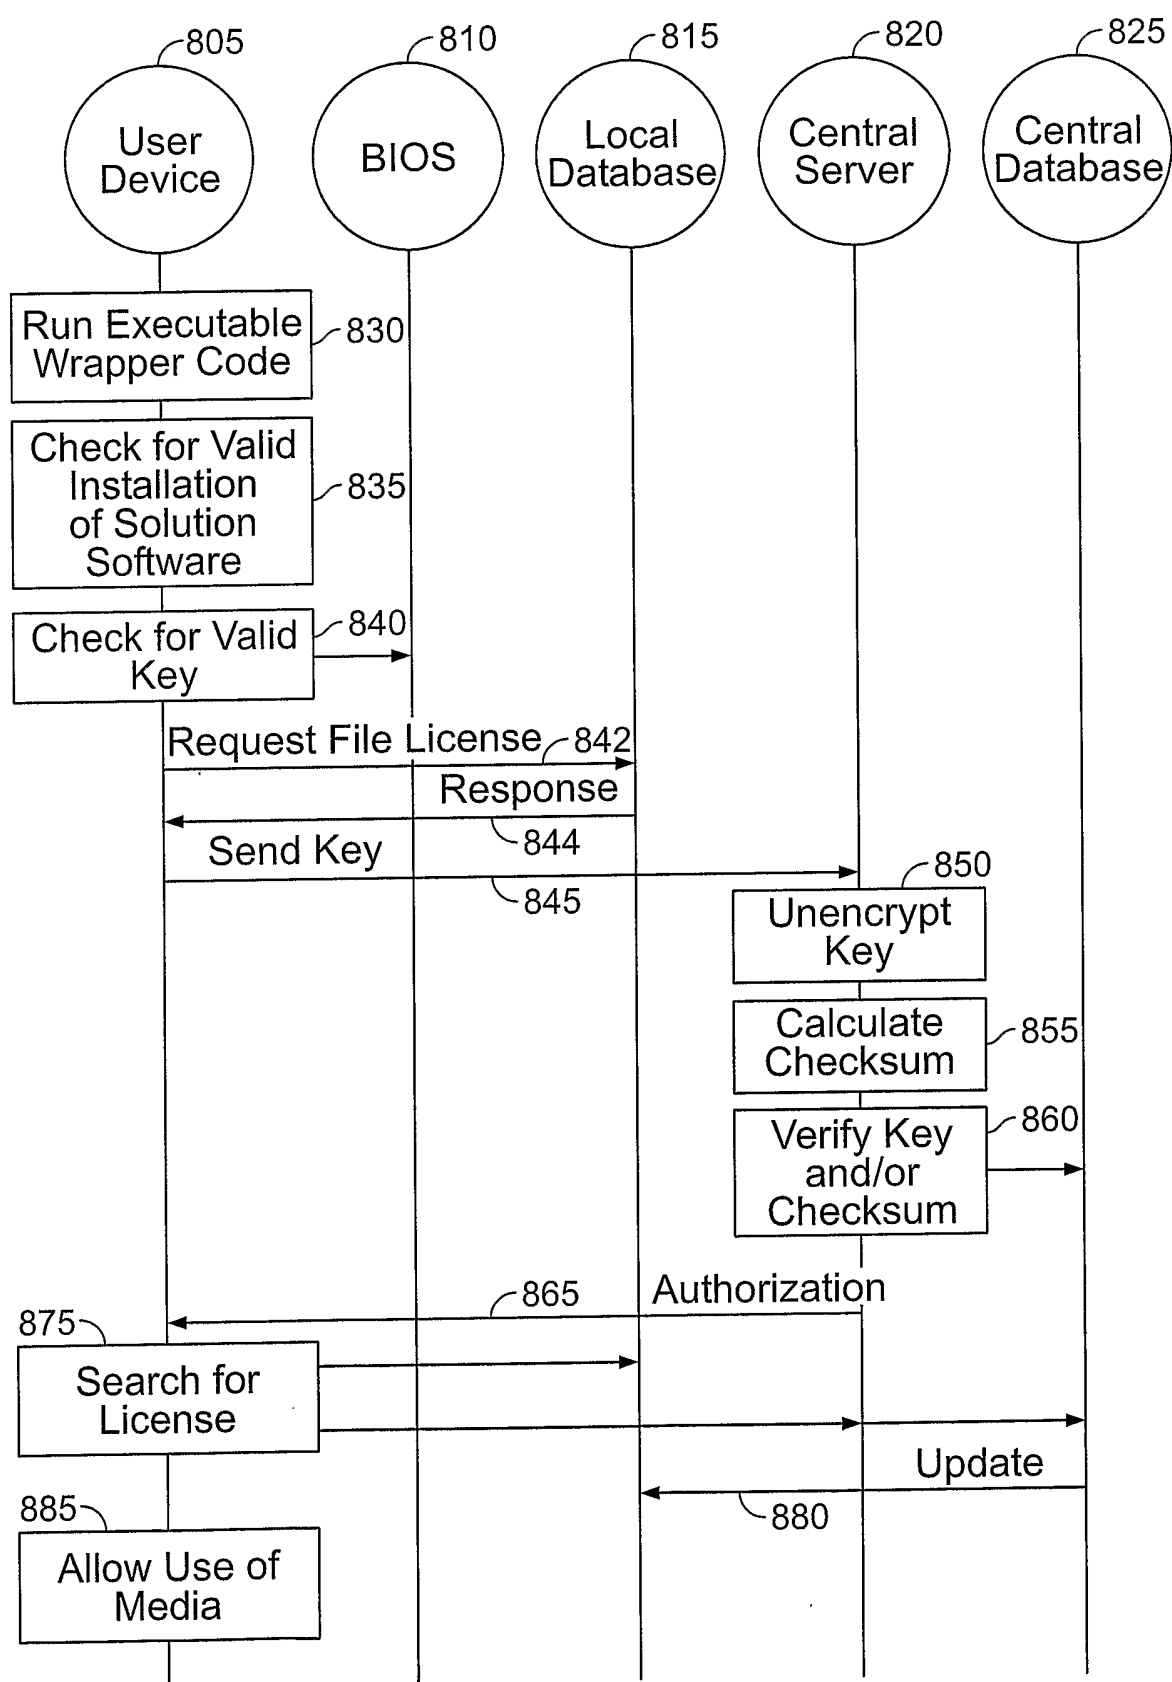 805
810
815
820
825
User
Device
BIOS
Local
Database
Central
Server
Central
Database
Run Executable
Wrapper Code
830
Check for Valid
Installation
of Solution
Software
835
Check for Valid
Key
840
Request File License
842
Response
844
Send Key
845
850
Unencrypt
Key
Calculate
Checksum
855
Verify Key
and/or
Checksum
860
Authorization
865
875
Search for
License
Update
880
885
Allow Use of
Media